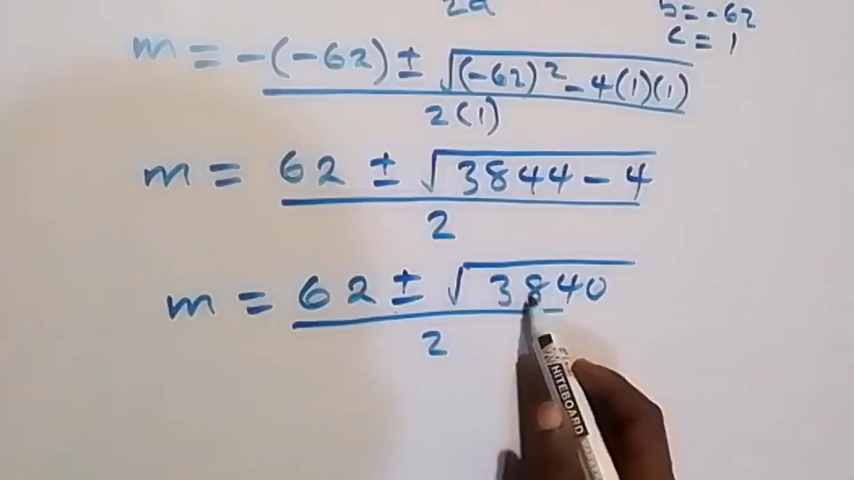 2a
b = -62
c = 1
m = -(-62) ± √(-62)² - 4(1)(1)
2(1)
m = 62 ± √3844 - 4
2
m = 62 ± √3840
2
WHITEBOARD